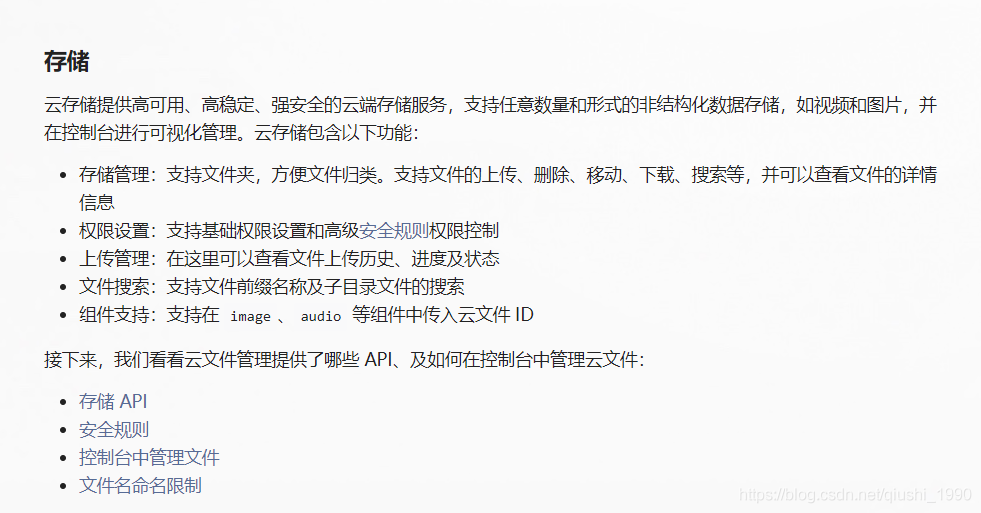 存储
云存储提供高可用、高稳定、强安全的云端存储服务，支持任意数量和形式的非结构化数据存储，如视频和图片，并
在控制台进行可视化管理。云存储包含以下功能：
• 存储管理：支持文件夹，方便文件归类。支持文件的上传、删除、移动、下载、搜索等，并可以查看文件的详情
信息
• 权限设置：支持基础权限设置和高级安全规则权限控制
• 上传管理：在这里可以查看文件上传历史、进度及状态
• 文件搜索：支持文件前缀名称及子目录文件的搜索
• 组件支持：支持在 image 、 audio 等组件中传入云文件 ID
接下来，我们看看云文件管理提供了哪些 API、及如何在控制台中管理云文件：
• 存储 API
• 安全规则
• 控制台中管理文件
• 文件名命名限制
https://blog.csdn.net/qiushi_1990